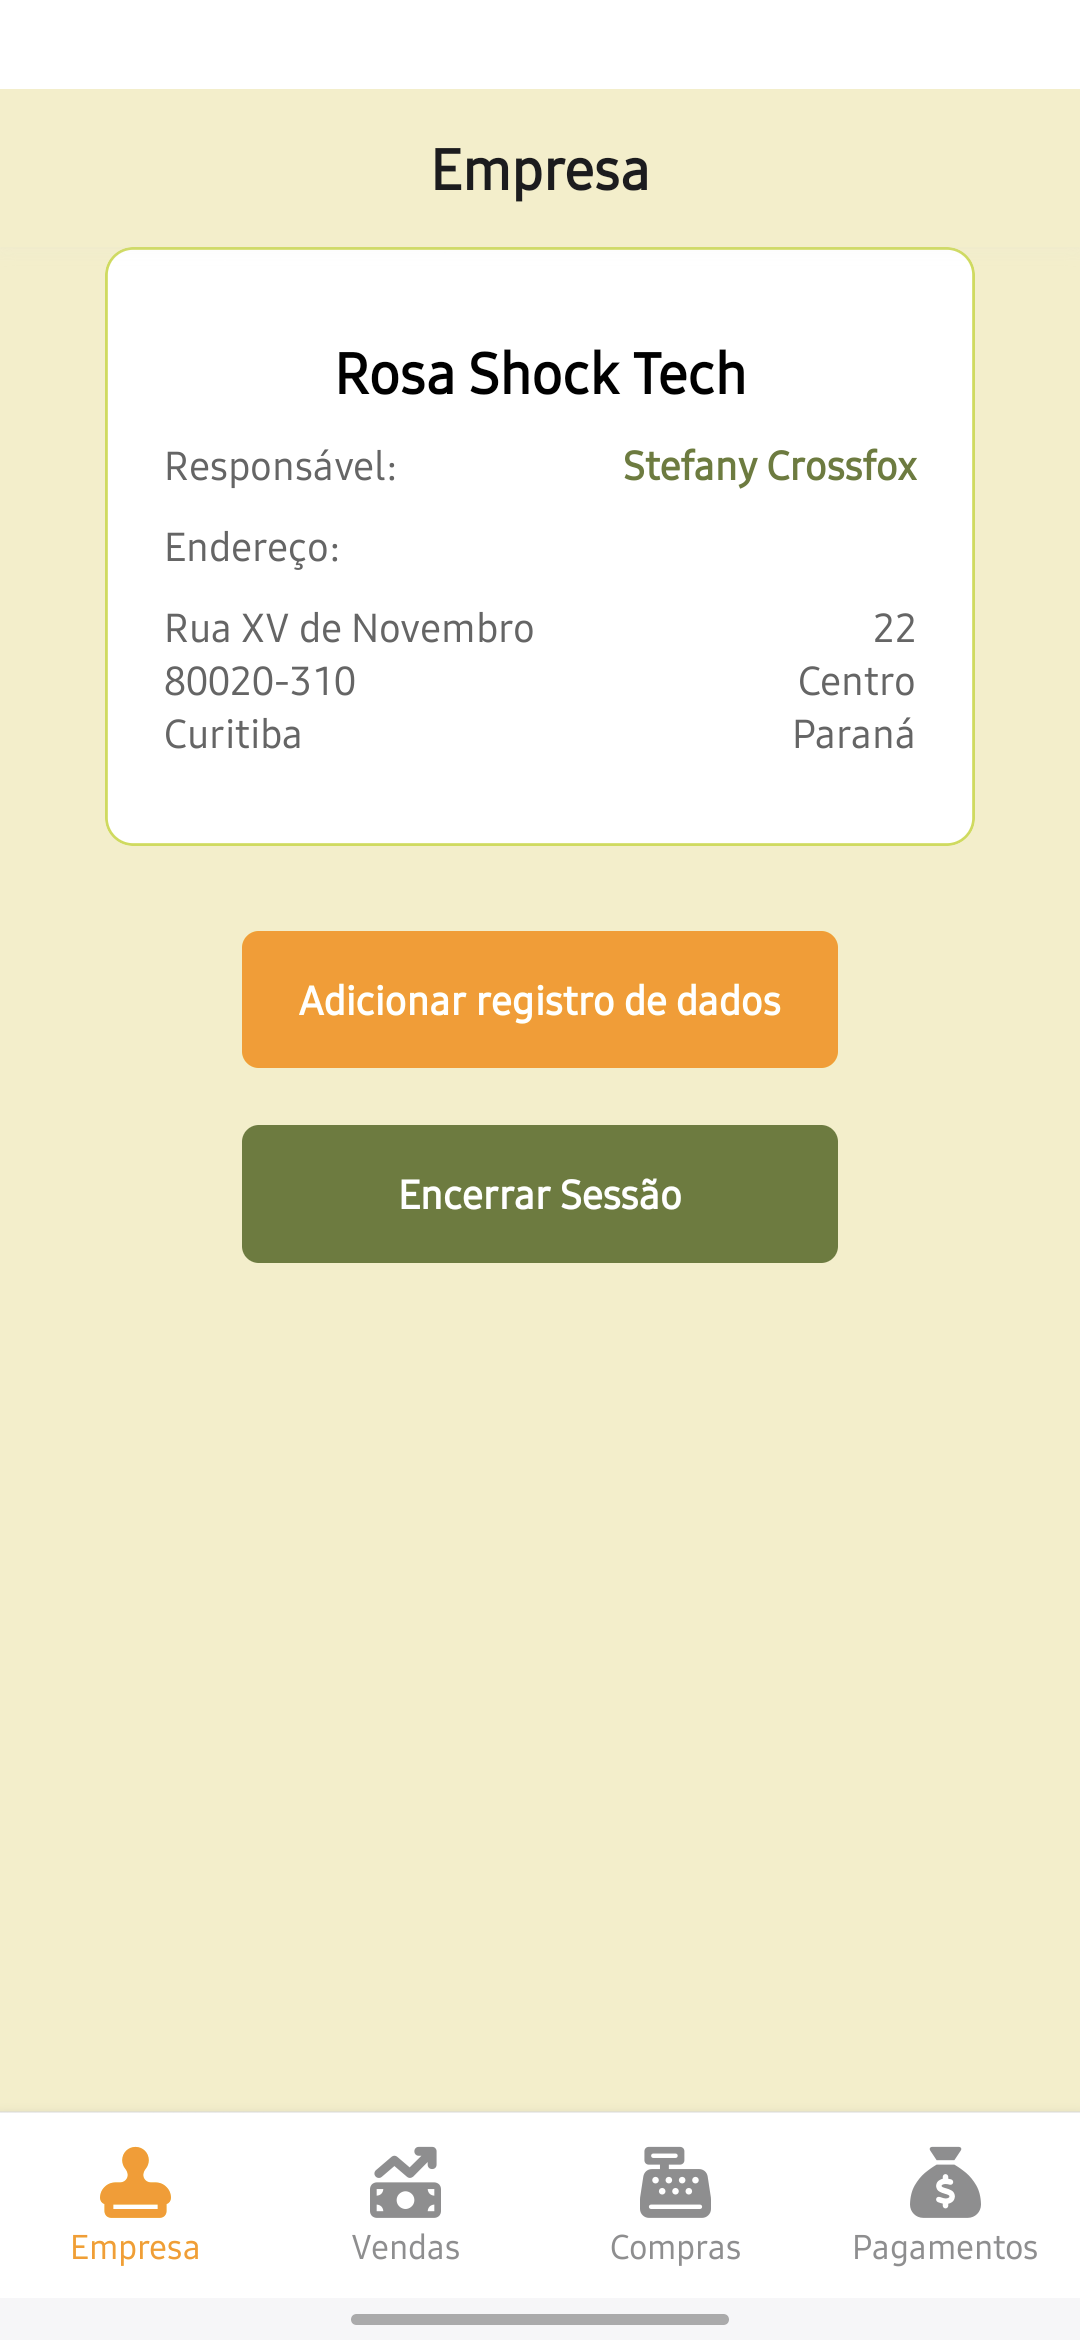 Empresa
Rosa Shock Tech
Responsável: Stefany Crossfox
Endereço:
Rua XV de Novembro 22
80020-310 Centro
Curitiba Paraná
Adicionar registro de dados
Encerrar Sessão
Empresa Vendas Compras Pagamentos